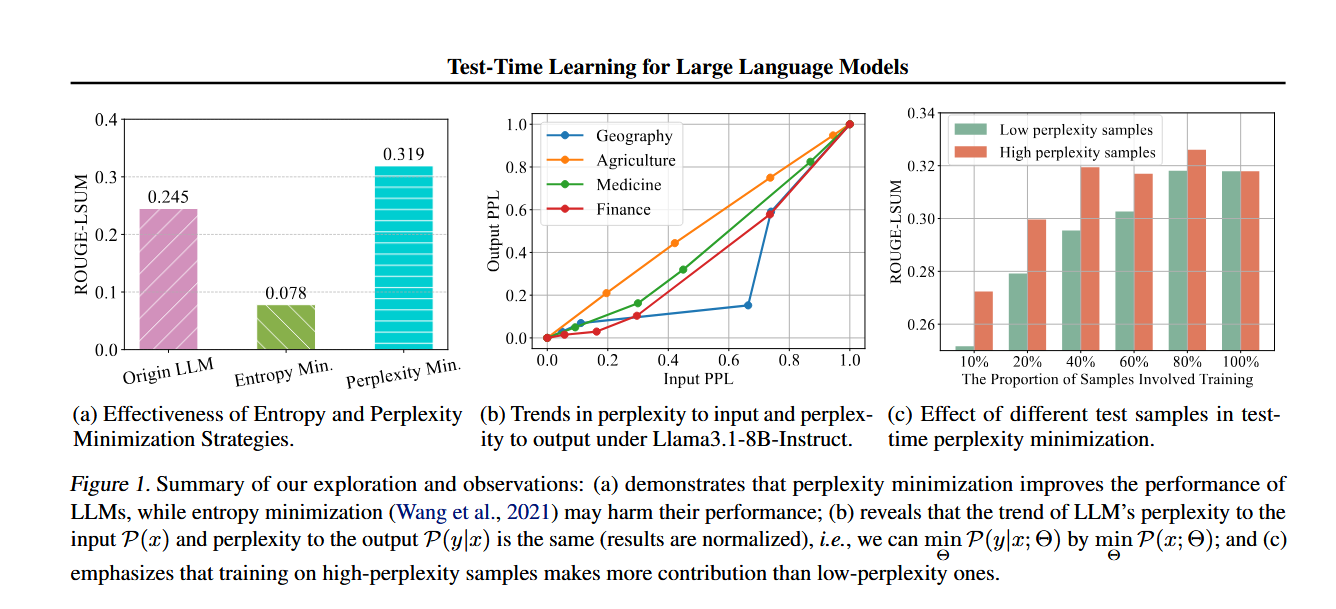 Test-Time Learning for Large Language Models
0.4
0.3
0.2
0.1
0.0
ROUGE-LSUM
0.245
0.078
0.319
Origin LLM
Entropy Min.
Perplexity Min.
(a) Effectiveness of Entropy and Perplexity
Minimization Strategies.
1.0
0.8
0.6
0.4
0.2
0.0
Output PPL
Geography
Agriculture
Medicine
Finance
0.0 0.2 0.4 0.6 0.8 1.0
Input PPL
(b) Trends in perplexity to input and perplex-
ity to output under Llama3.1-8B-Instruct.
0.34
0.32
0.30
0.28
0.26
ROUGE-LSUM
Low perplexity samples
High perplexity samples
10% 20% 40% 60% 80% 100%
The Proportion of Samples Involved Training
(c) Effect of different test samples in test-
time perplexity minimization.
Figure 1. Summary of our exploration and observations: (a) demonstrates that perplexity minimization improves the performance of
LLMs, while entropy minimization (Wang et al., 2021) may harm their performance; (b) reveals that the trend of LLM's perplexity to the
input 𝒫(x) and perplexity to the output 𝒫(y|x) is the same (results are normalized), i.e., we can min_Θ 𝒫(y|x; Θ) by min_Θ 𝒫(x; Θ); and (c)
emphasizes that training on high-perplexity samples makes more contribution than low-perplexity ones.